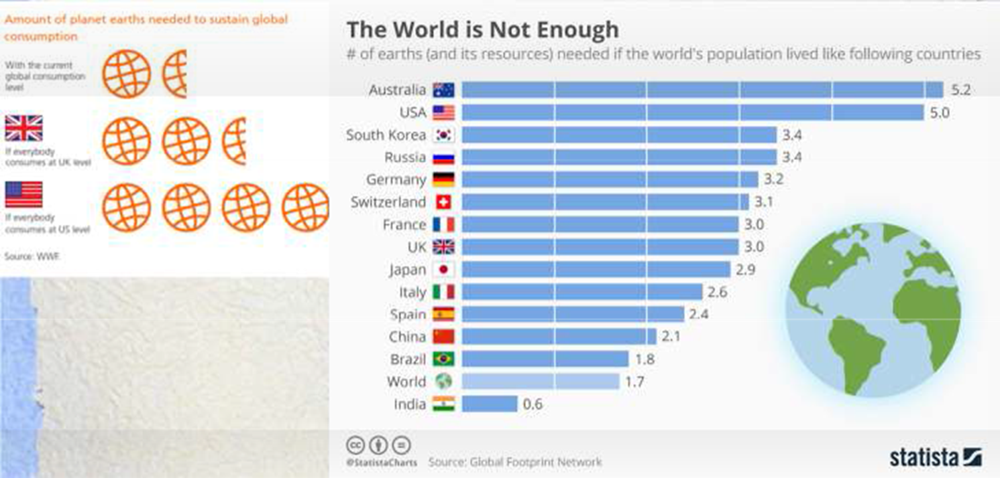 Amount of planet earths needed to sustain global
consumption
With the current
global consumption
level
If everybody
consumes at UK level
If everybody
consumes at US level
Source: WWF.
The World is Not Enough
# of earths (and its resources) needed if the world's population lived like following countries
Australia 5.2
USA 5.0
South Korea 3.4
Russia 3.4
Germany 3.2
Switzerland 3.1
France 3.0
UK 3.0
Japan 2.9
Italy 2.6
Spain 2.4
China 2.1
Brazil 1.8
World 1.7
India 0.6
cc
@StatistaCharts Source: Global Footprint Network
statista